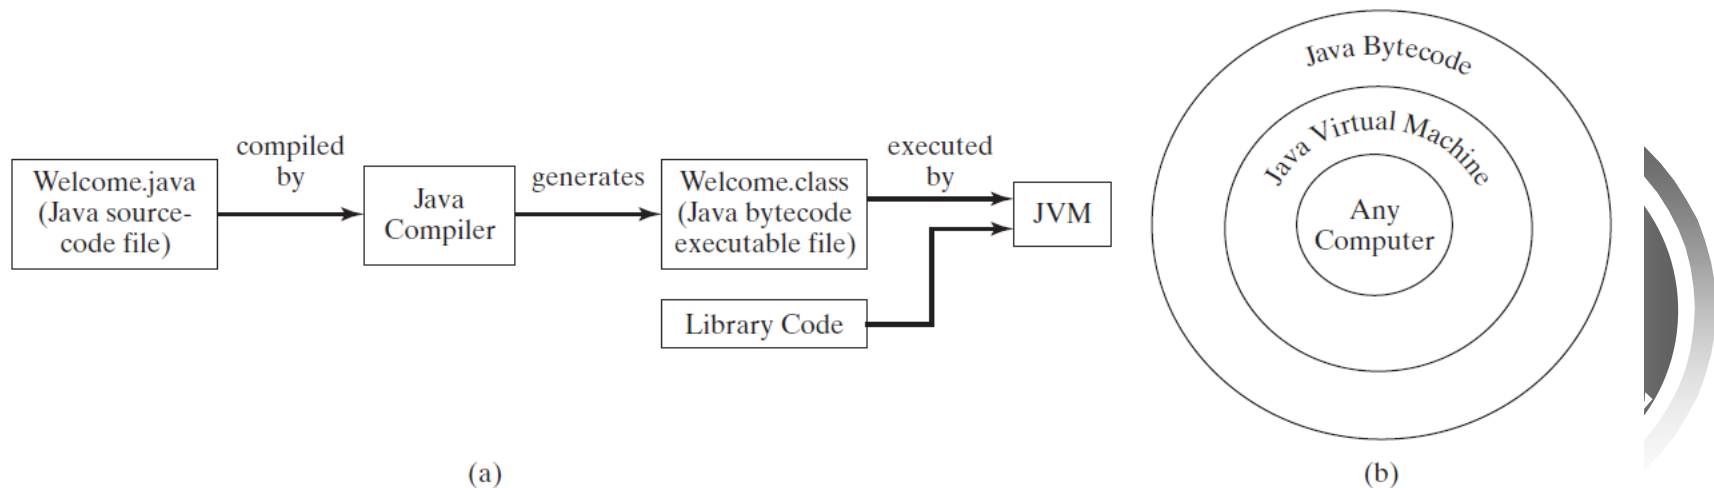 Welcome.java
(Java source-
code file)
compiled
by
Java
Compiler
generates
Welcome.class
(Java bytecode
executable file)
executed
by
JVM
Library Code
(a)
Java Bytecode
Java Virtual Machine
Any
Computer
(b)